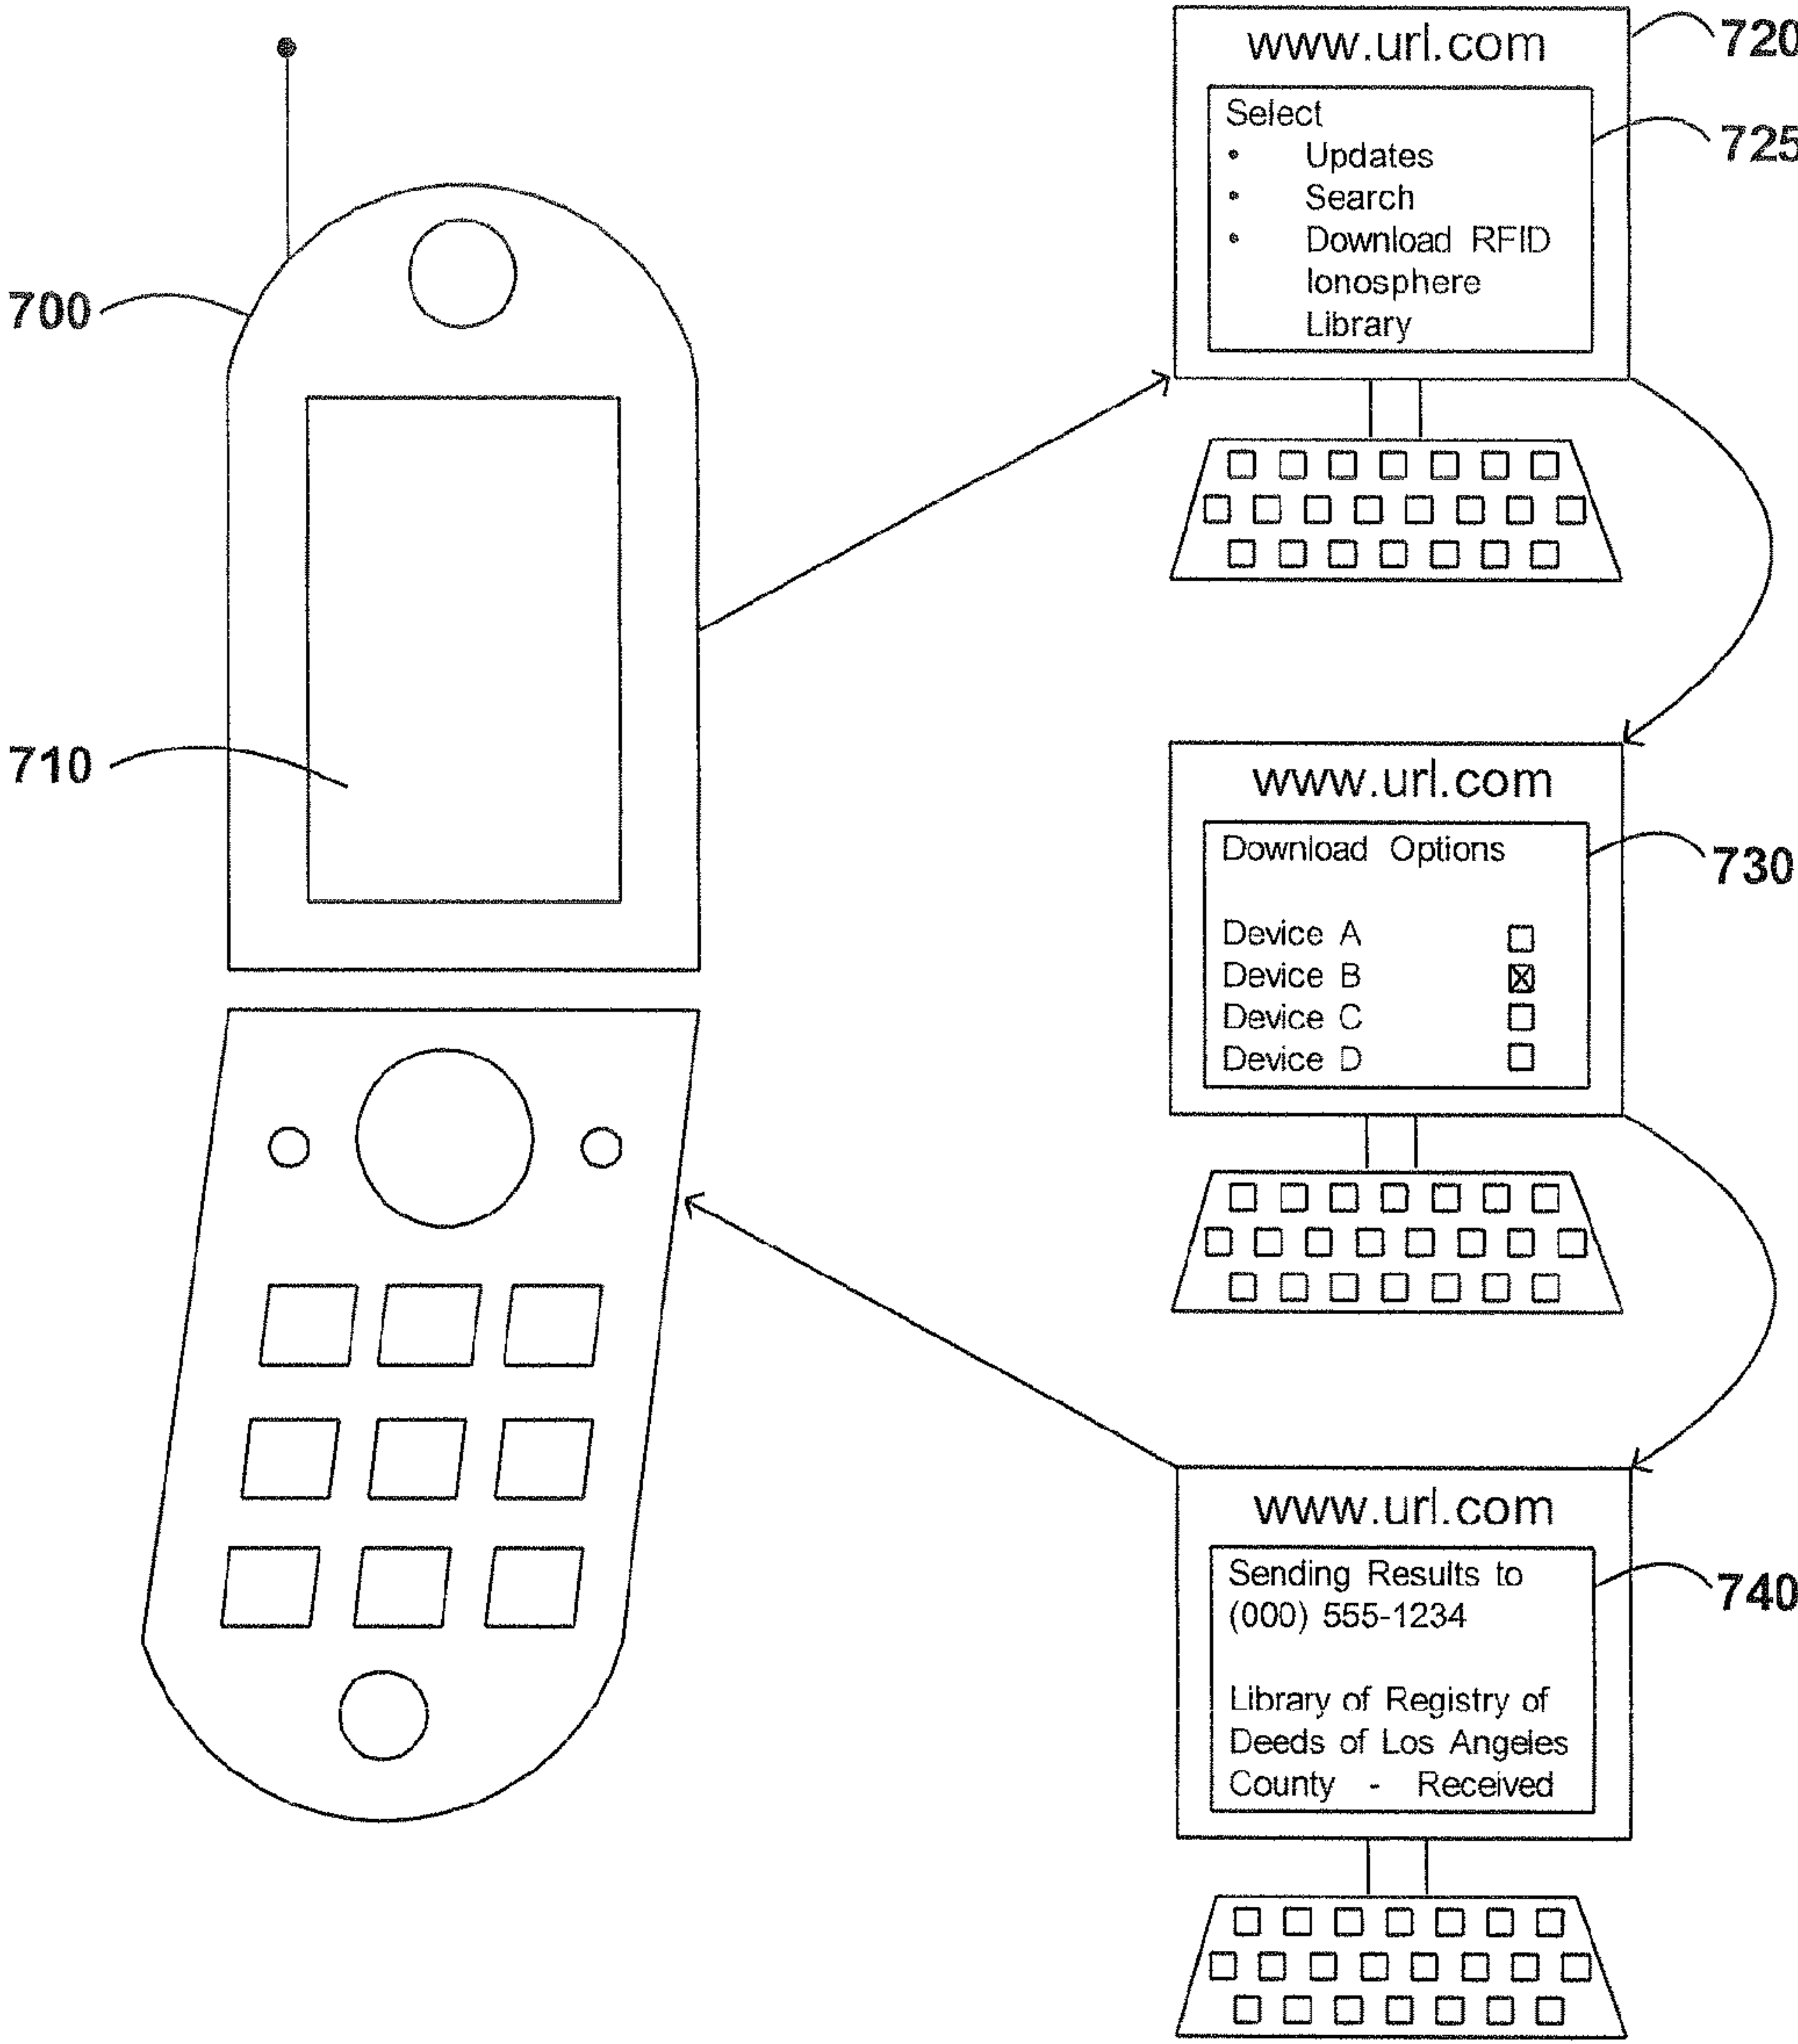 700
710
www.url.com
720
Select
725
• Updates
• Search
• Download RFID
Ionosphere
Library
www.url.com
Download Options
730
Device A
Device B
Device C
Device D
www.url.com
Sending Results to
740
(000) 555-1234
Library of Registry of
Deeds of Los Angeles
County - Received